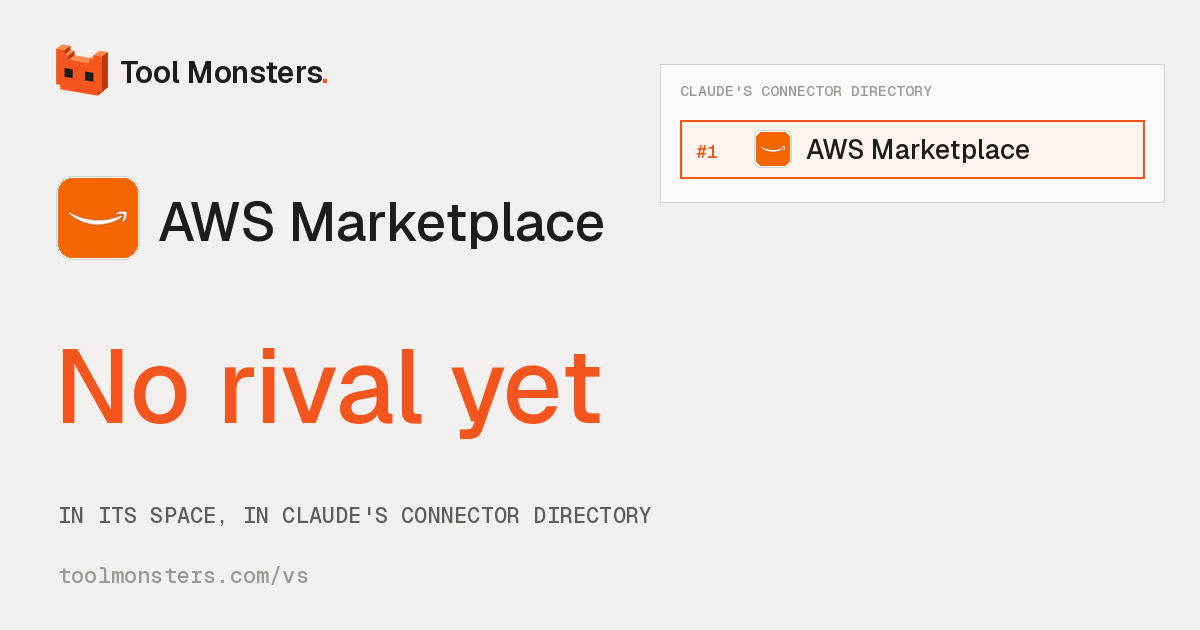 Tool Monsters.
AWS Marketplace
No rival yet
IN ITS SPACE, IN CLAUDE'S CONNECTOR DIRECTORY
toolmonsters.com/vs
CLAUDE'S CONNECTOR DIRECTORY
#1 AWS Marketplace